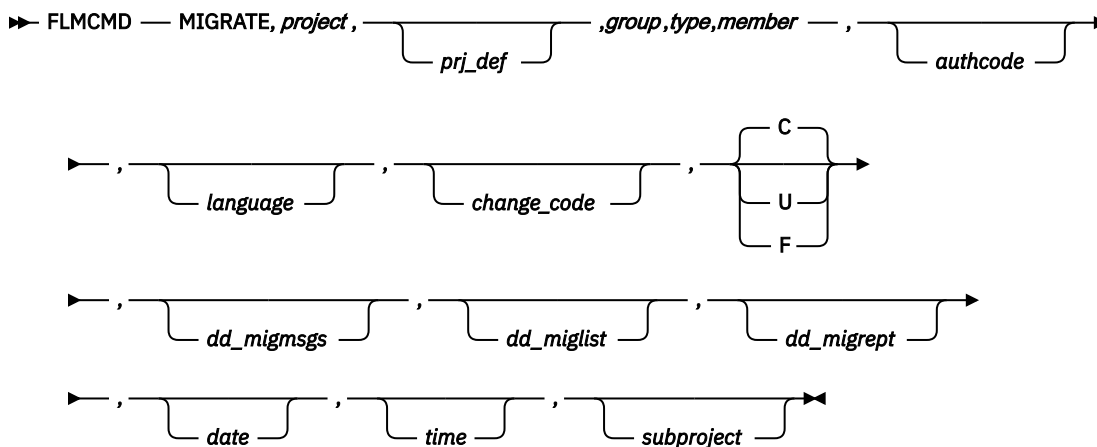 FLMCMD MIGRATE, project , ,group ,type,member , 
prj_def authcode
C
, , ,
language change_code U
F
, , ,
dd_migmsgs dd_miglist dd_migrept
, , ,
date time subproject